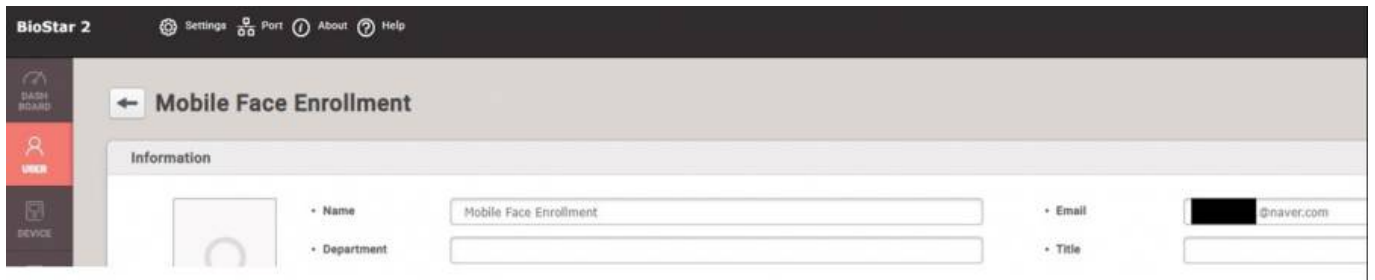 BioStar 2 Settings Port About Help
DASH
BOARD
Mobile Face Enrollment
USER
Information
• Name Mobile Face Enrollment • Email @naver.com
DEVICE
• Department • Title